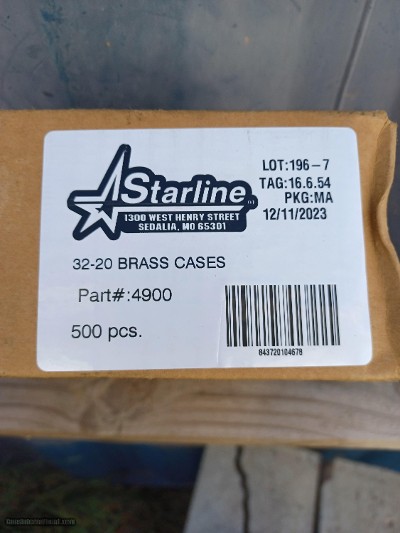 Starline
1300 WEST HENRY STREET
SEDALIA, MO 65301
LOT:196-7
TAG:16.6.54
PKG:MA
12/11/2023
32-20 BRASS CASES
Part#:4900
500 pcs.
843720104678